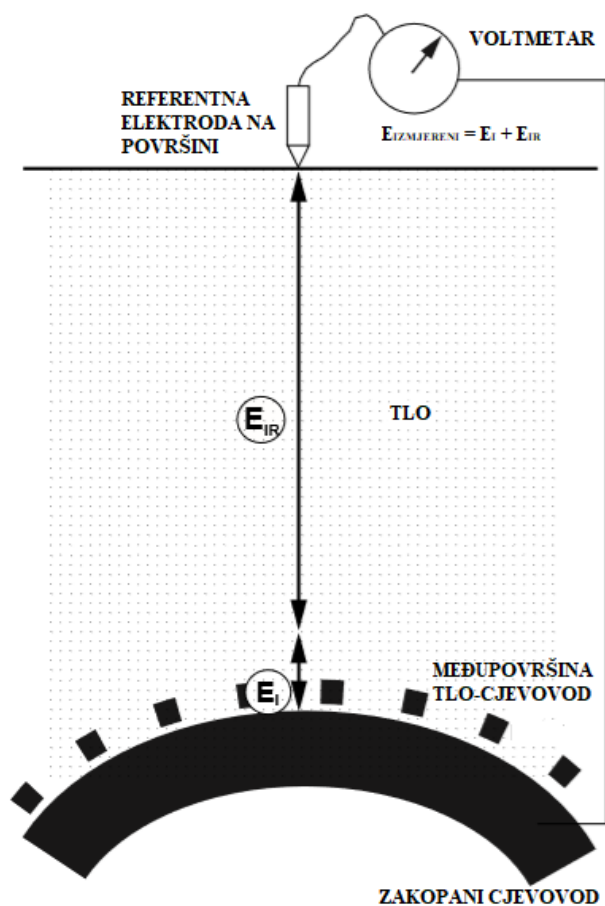 VOLTMETAR
REFERENTNA
ELEKTRODA NA
POVRŠINI
EIZMJERENI = EI + EIR
EIR
TLO
MEĐUPOVRŠINA
TLO-CJEVOVOD
EI
ZAKOPANI CJEVOVOD